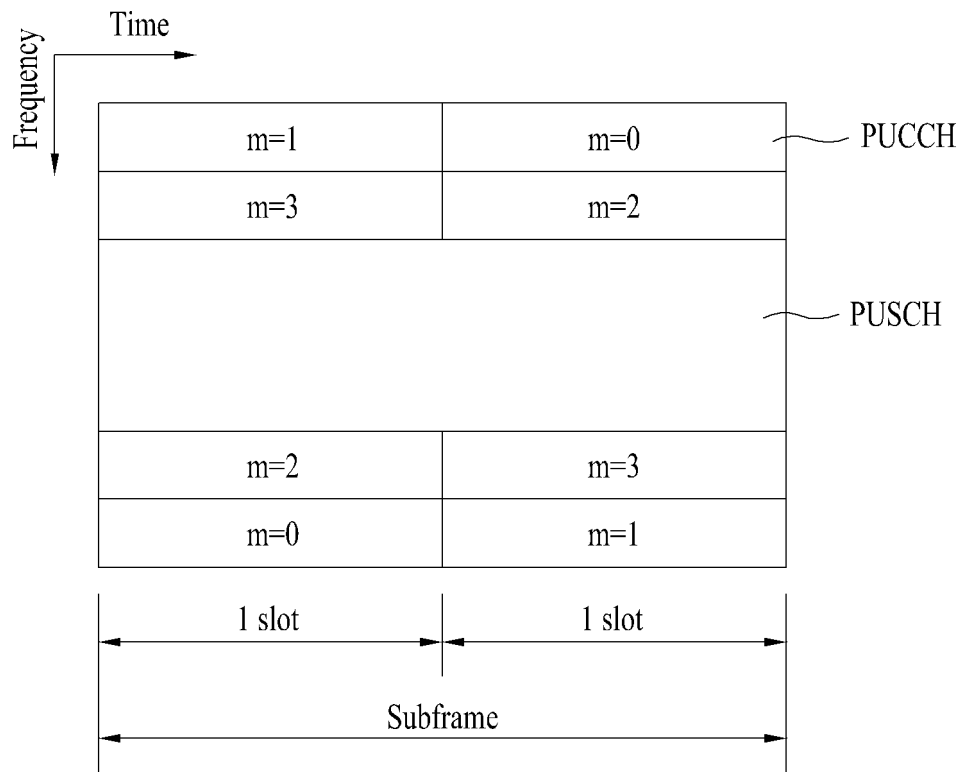 Time
Frequency
m=1
m=0
PUCCH
m=3
m=2
PUSCH
m=2
m=3
m=0
m=1
1 slot
1 slot
Subframe